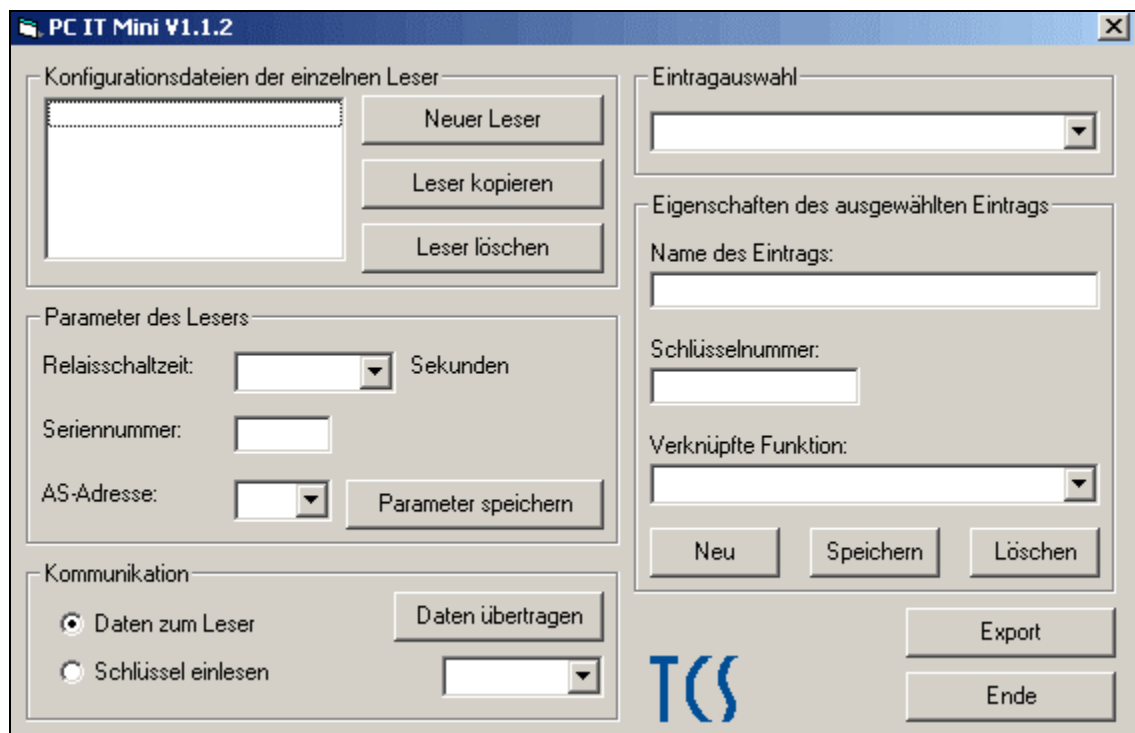 PC IT Mini V1.1.2
Konfigurationsdateien der einzelnen Leser
Neuer Leser
Leser kopieren
Leser löschen
Parameter des Lesers
Relaisschaltzeit:
Sekunden
Seriennummer:
AS-Adresse:
Parameter speichern
Kommunikation
Daten zum Leser
Daten übertragen
Schlüssel einlesen
Eintragauswahl
Eigenschaften des ausgewählten Eintrags
Name des Eintrags:
Schlüsselnummer:
Verknüpfte Funktion:
Neu
Speichern
Löschen
TCS
Export
Ende